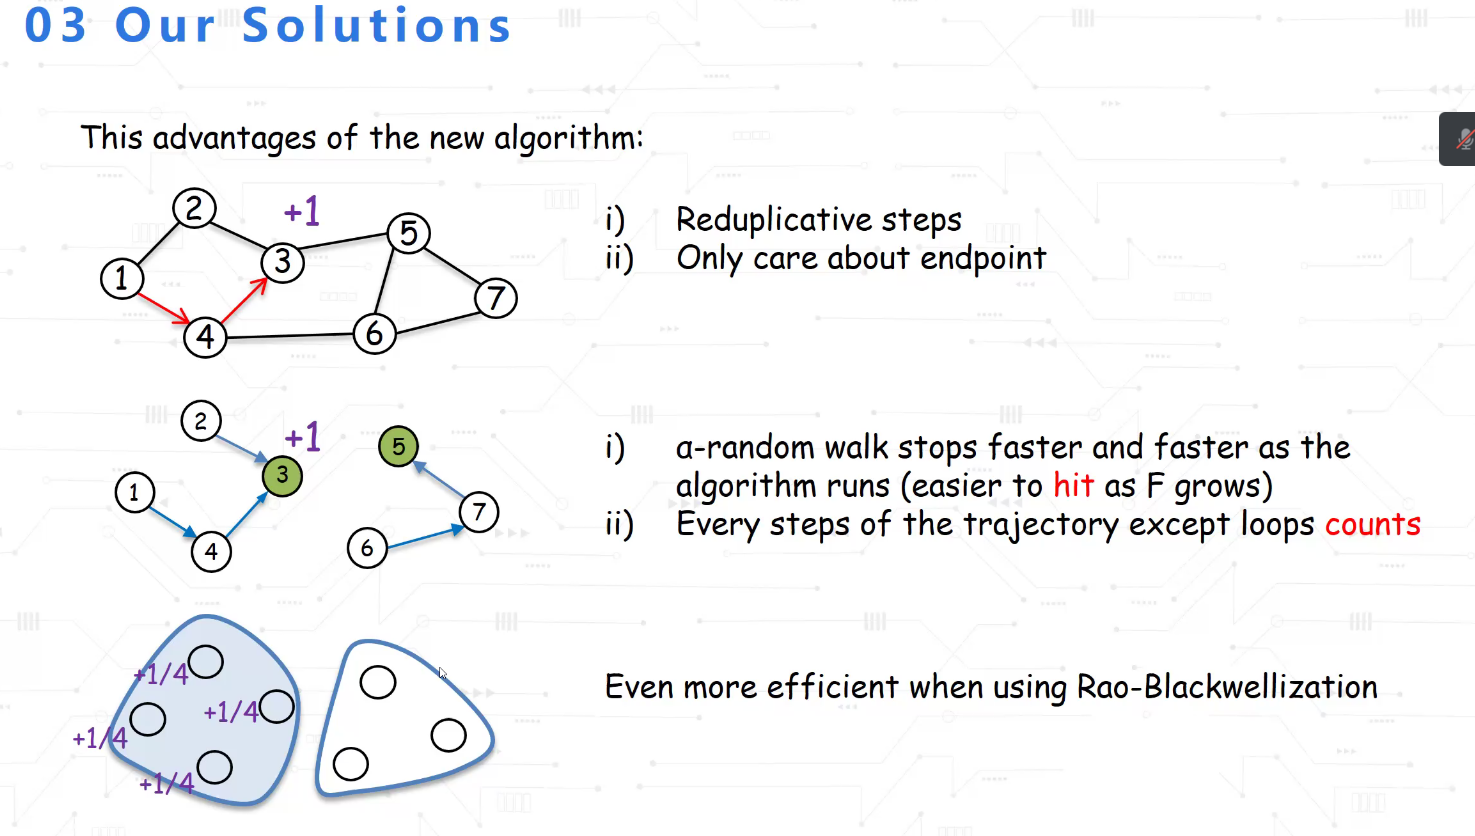 03 Our Solutions
This advantages of the new algorithm:
2
+1
5
3
1
7
4
6
i) Reduplicative steps
ii) Only care about endpoint
2
+1
5
3
1
7
4
6
i) α-random walk stops faster and faster as the
algorithm runs (easier to hit as F grows)
ii) Every steps of the trajectory except loops counts
+1/4
+1/4
+1/4
+1/4
Even more efficient when using Rao-Blackwellization